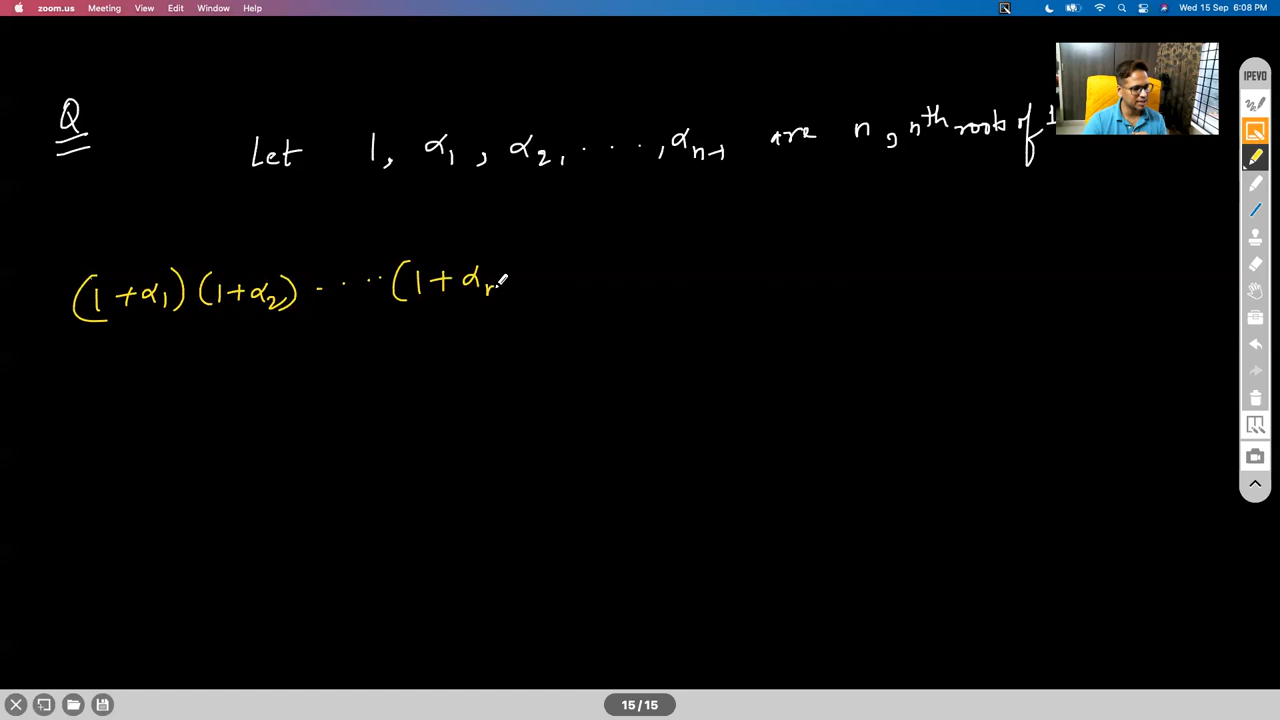 zoom.us Meeting View Edit Window Help Wed 15 Sep 6:08 PM
IPEVO
Q
Let 1, α₁, α₂, ...., αₙ₋₁ are n, nᵗʰ roots of 1
(1+α₁)(1+α₂).....(1+α
15/15